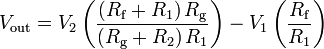 V_out = V_2 ( (R_f + R_1) R_g / (R_g + R_2) R_1 ) − V_1 ( R_f / R_1 )